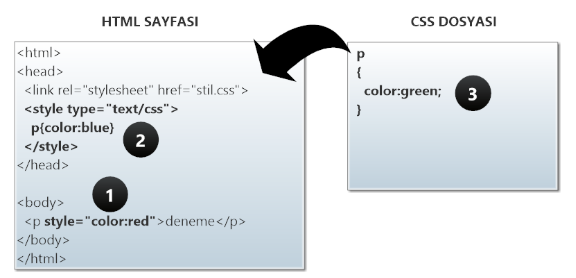 HTML SAYFASI
<html>
<head>
<link rel="stylesheet" href="stil.css">
<style type="text/css">
p{color:blue}
2
</style>
</head>
1
<body>
<p style="color:red">deneme</p>
</body>
</html>
CSS DOSYASI
p
{
color:green;
3
}